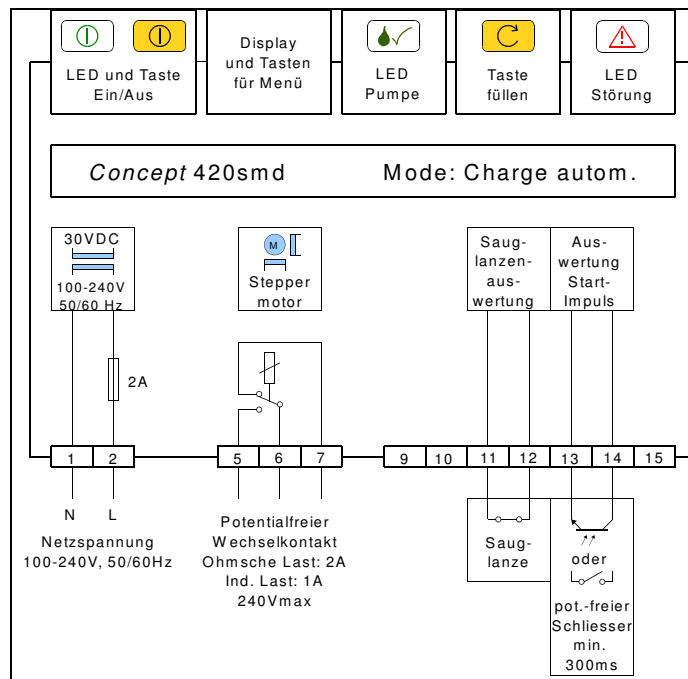 LED und Taste
Ein/Aus
Display
und Tasten
für Menü
LED
Pumpe
Taste
füllen
LED
Störung
Concept 420smd Mode: Charge autom.
30VDC
100-240V
50/60 Hz
M
Stepper
motor
Saug-
lanzen-
aus-
wertung
Aus-
wertung
Start-
Impuls
2A
1 2 5 6 7 9 10 11 12 13 14 15
N L
Netzspannung
100-240V, 50/60Hz
Potentialfreier
Wechselkontakt
Ohmsche Last: 2A
Ind. Last: 1A
240Vmax
Saug-
lanze
oder
pot.-freier
Schliesser
min.
300ms